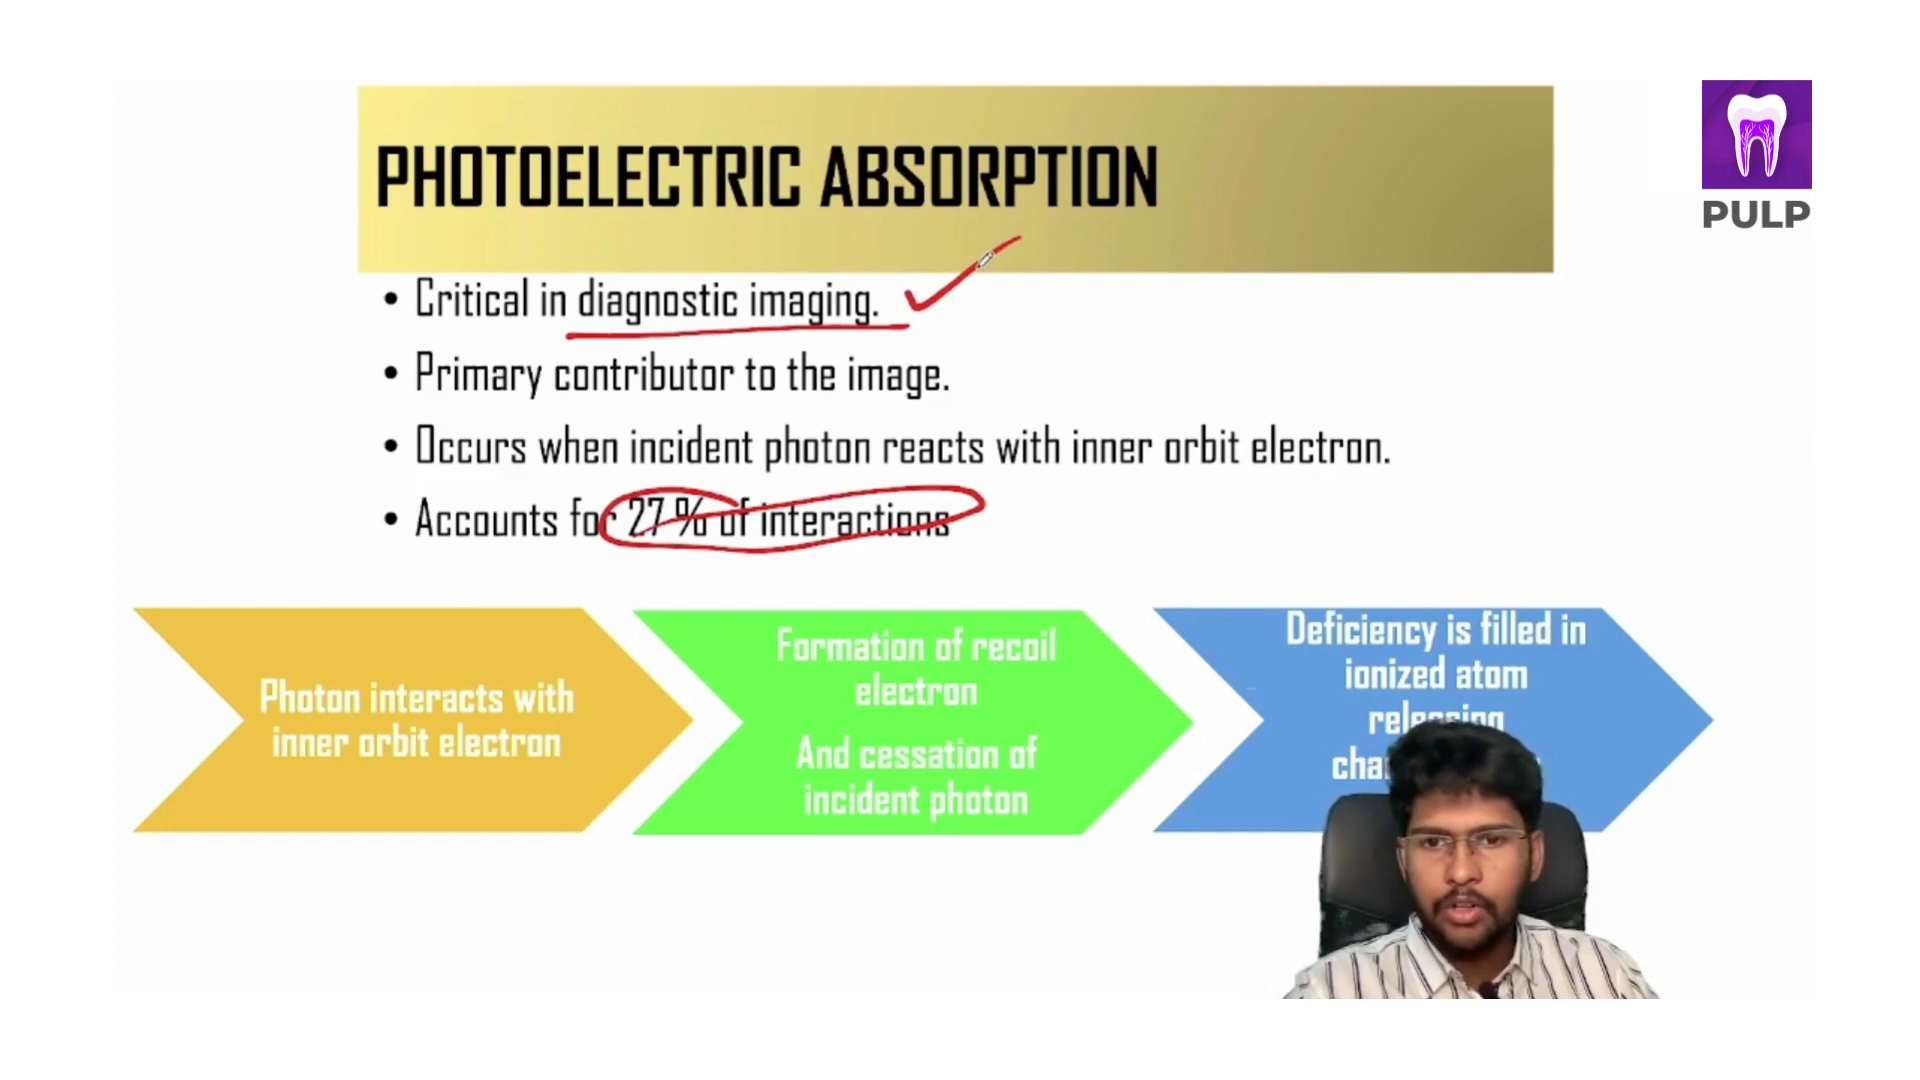 PHOTOELECTRIC ABSORPTION
PULP
• Critical in diagnostic imaging.
• Primary contributor to the image.
• Occurs when incident photon reacts with inner orbit electron.
• Accounts for 27 % of interactions
Photon interacts with
inner orbit electron
Formation of recoil
electron
And cessation of
incident photon
Deficiency is filled in
ionized atom
releasing